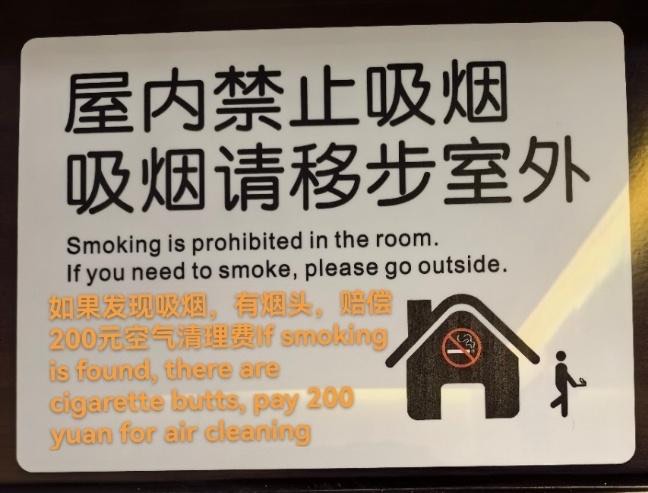 屋内禁止吸烟
吸烟请移步室外
Smoking is prohibited in the room.
If you need to smoke, please go outside.
如果发现吸烟，有烟头，赔偿
200元空气清理费If smoking
is found, there are
cigarette butts, pay 200
yuan for air cleaning